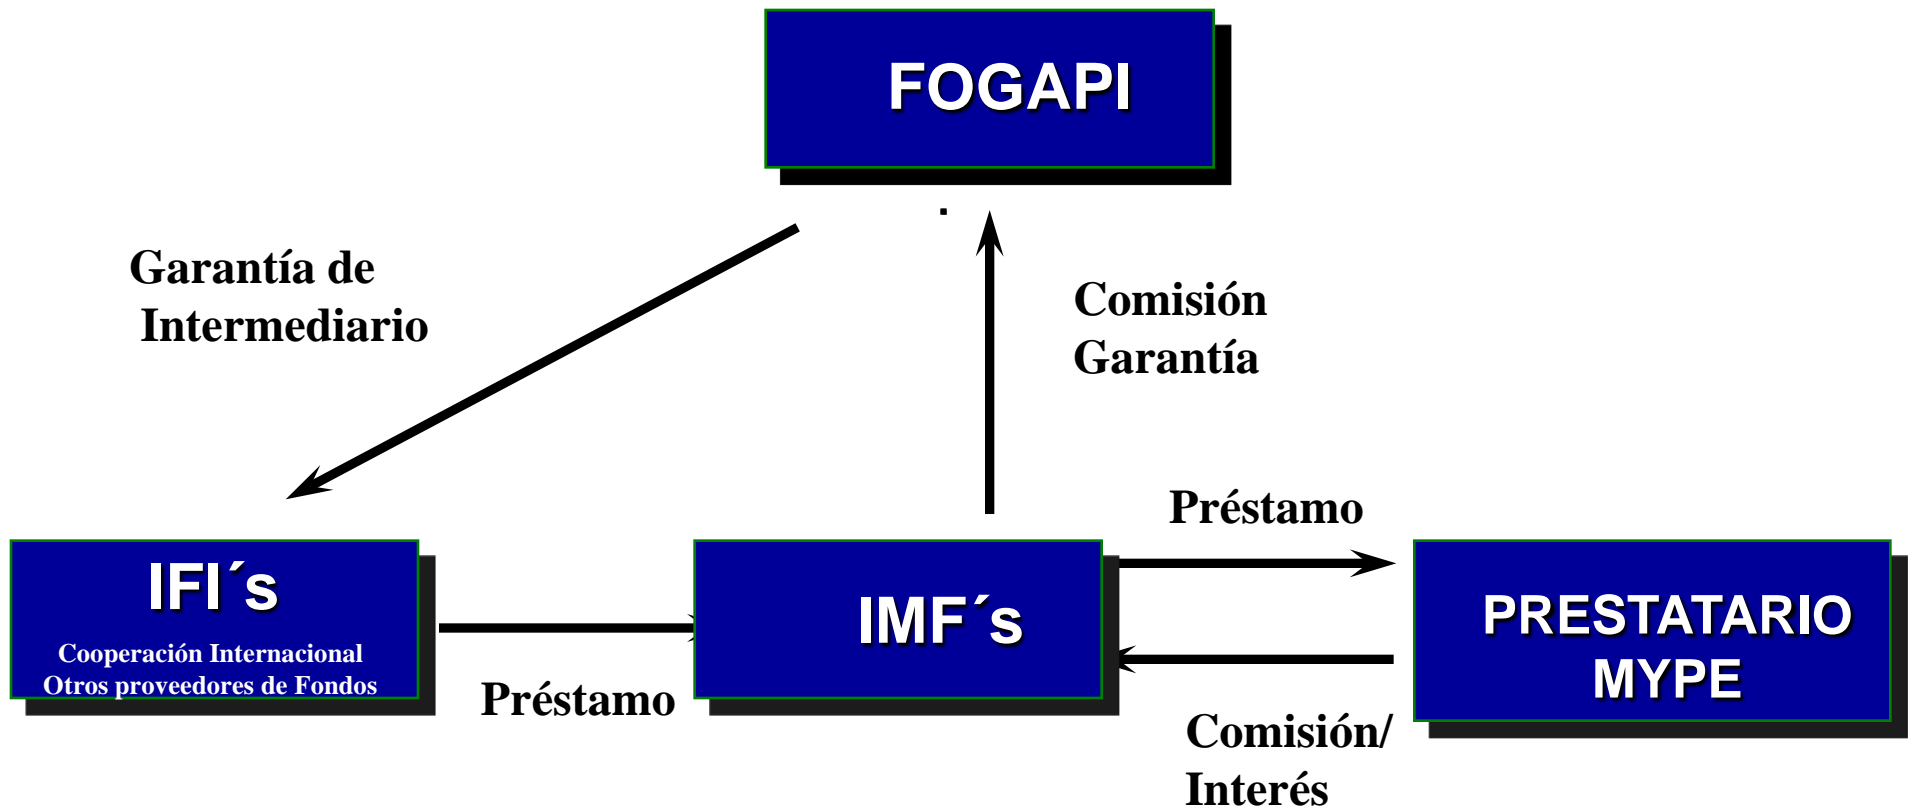 FOGAPI
.
Garantía de
Intermediario
Comisión
Garantía
Préstamo
IFI´s
Cooperación Internacional
Otros proveedores de Fondos
Préstamo
IMF´s
PRESTATARIO
MYPE
Comisión/
Interés